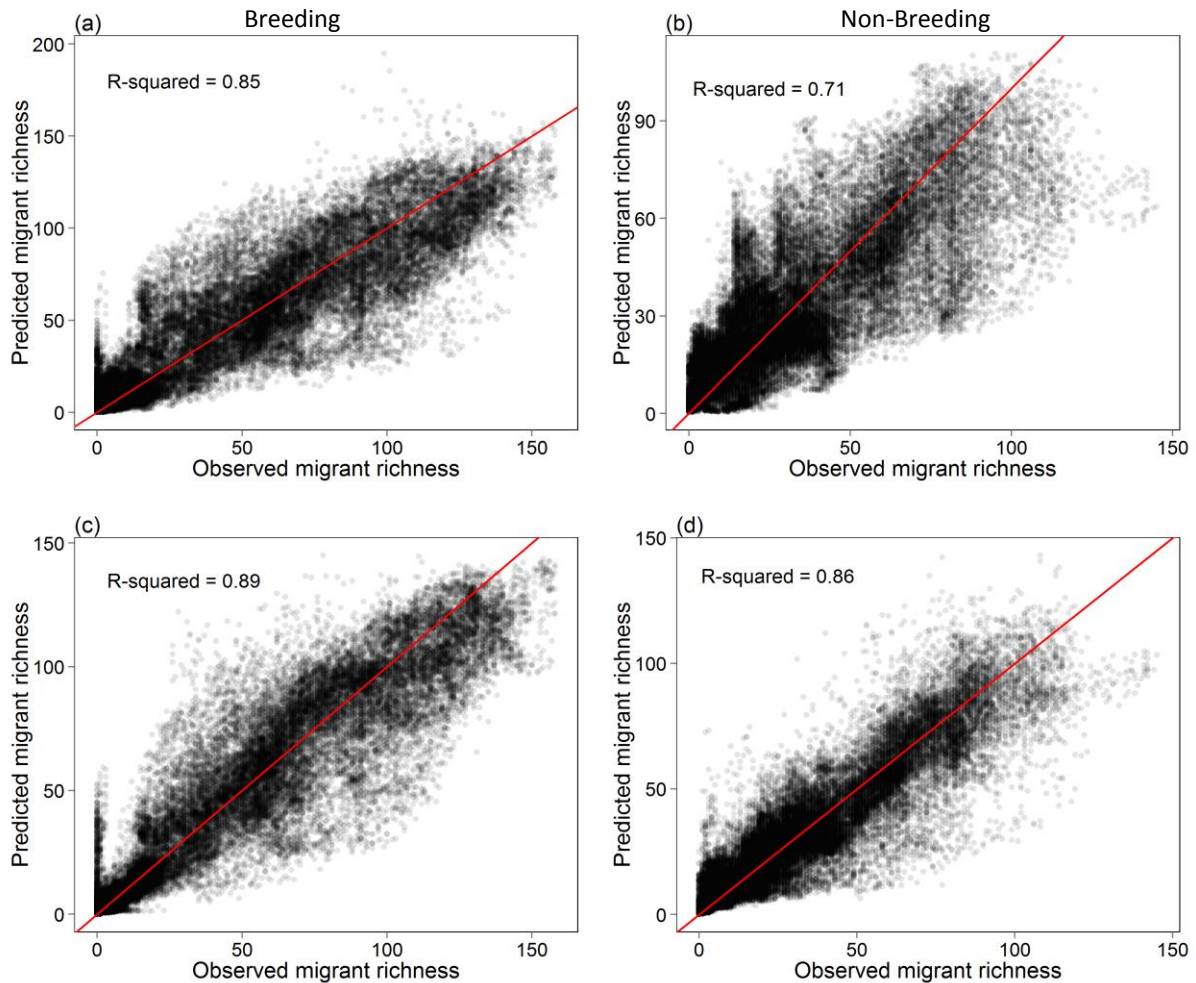 Breeding
Non-Breeding
(a)
R-squared = 0.85
200
150
100
50
0
0 50 100 150
Predicted migrant richness
Observed migrant richness
(b)
R-squared = 0.71
90
60
30
0
0 50 100 150
Predicted migrant richness
Observed migrant richness
(c)
R-squared = 0.89
150
100
50
0
0 50 100 150
Predicted migrant richness
Observed migrant richness
(d)
R-squared = 0.86
150
100
50
0
0 50 100 150
Predicted migrant richness
Observed migrant richness